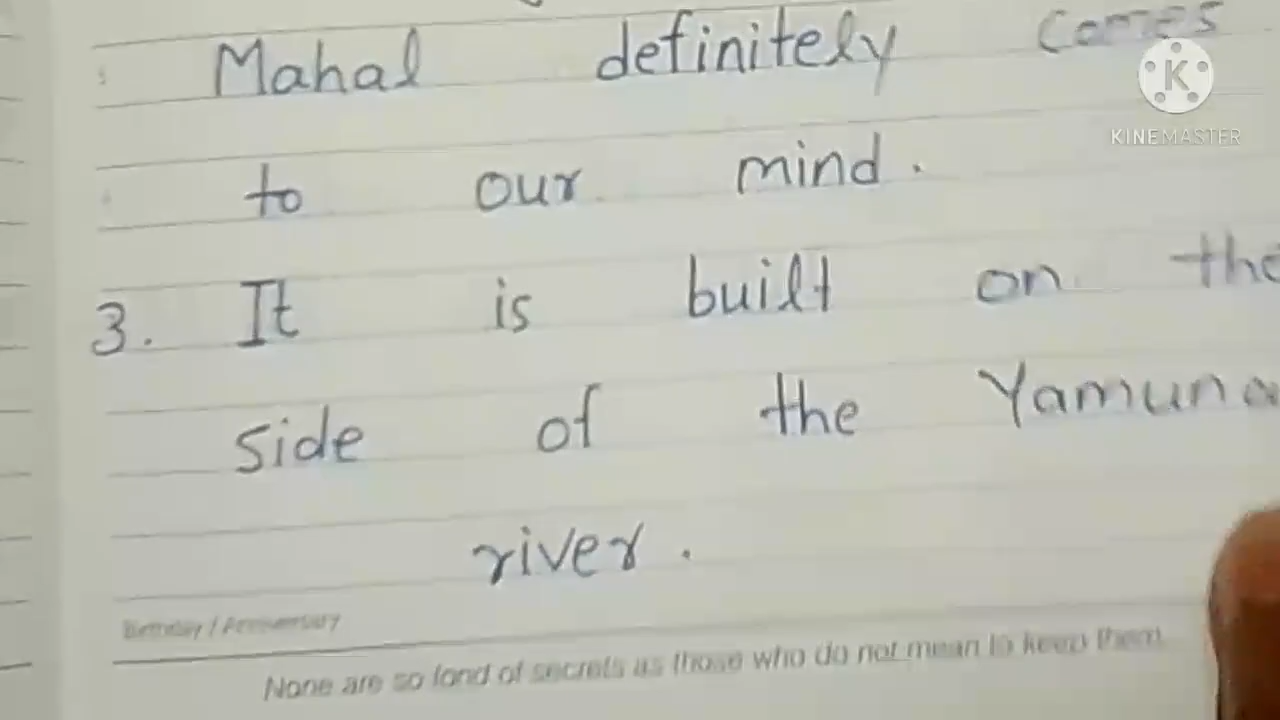 Mahal definitely comes
to our mind.
3. It is built on the
side of the Yamuna
river.
Birthday / Anniversary
None are so fond of secrets as those who do not mean to keep them.
K
KINEMASTER